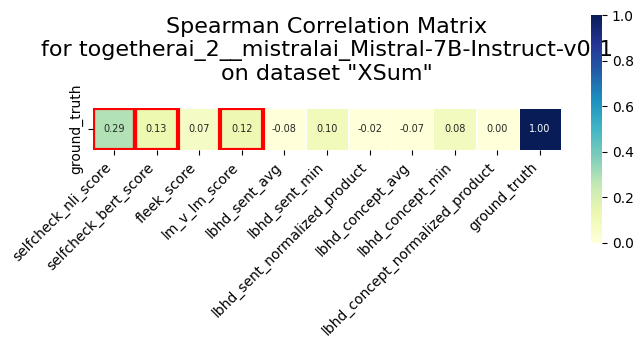 Spearman Correlation Matrix
for togetherai_2__mistralai_Mistral-7B-Instruct-v0.1
on dataset "XSum"
1.0
0.8
0.6
0.4
0.2
0.0
ground_truth
0.29 0.13 0.07 0.12 -0.08 0.10 -0.02 -0.07 0.08 0.00 1.00
selfcheck_nli_score
selfcheck_bert_score
fleek_score
lm_v_lm_score
lbhd_sent_avg
lbhd_sent_min
lbhd_sent_normalized_product
lbhd_concept_avg
lbhd_concept_min
lbhd_concept_normalized_product
ground_truth